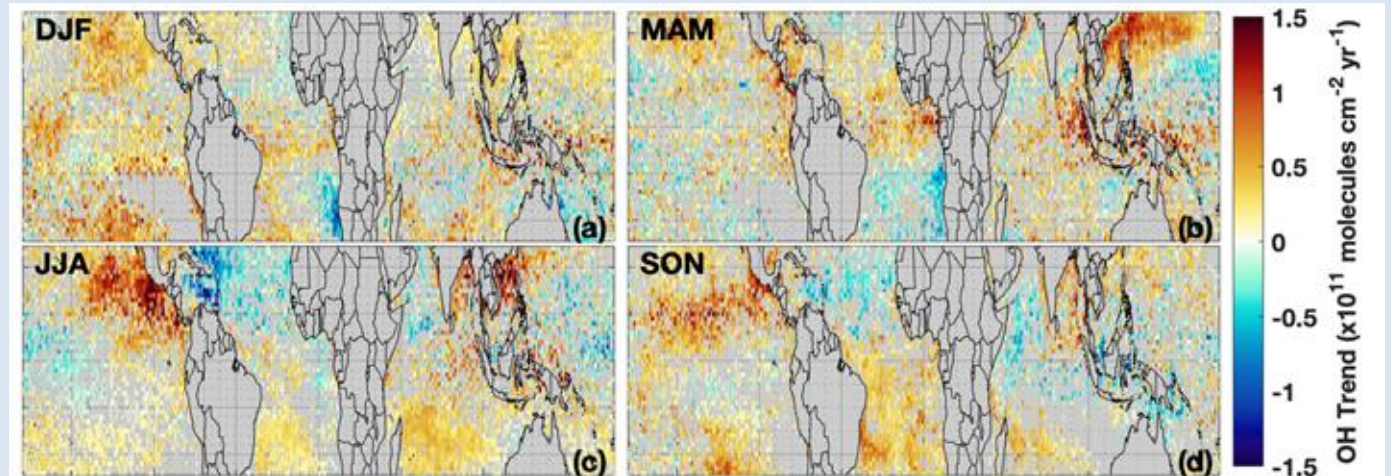 DJF
(a)
MAM
(b)
JJA
(c)
SON
(d)
1.5
1
0.5
0
-0.5
-1
-1.5
OH Trend (x10¹¹ molecules cm⁻² yr⁻¹)